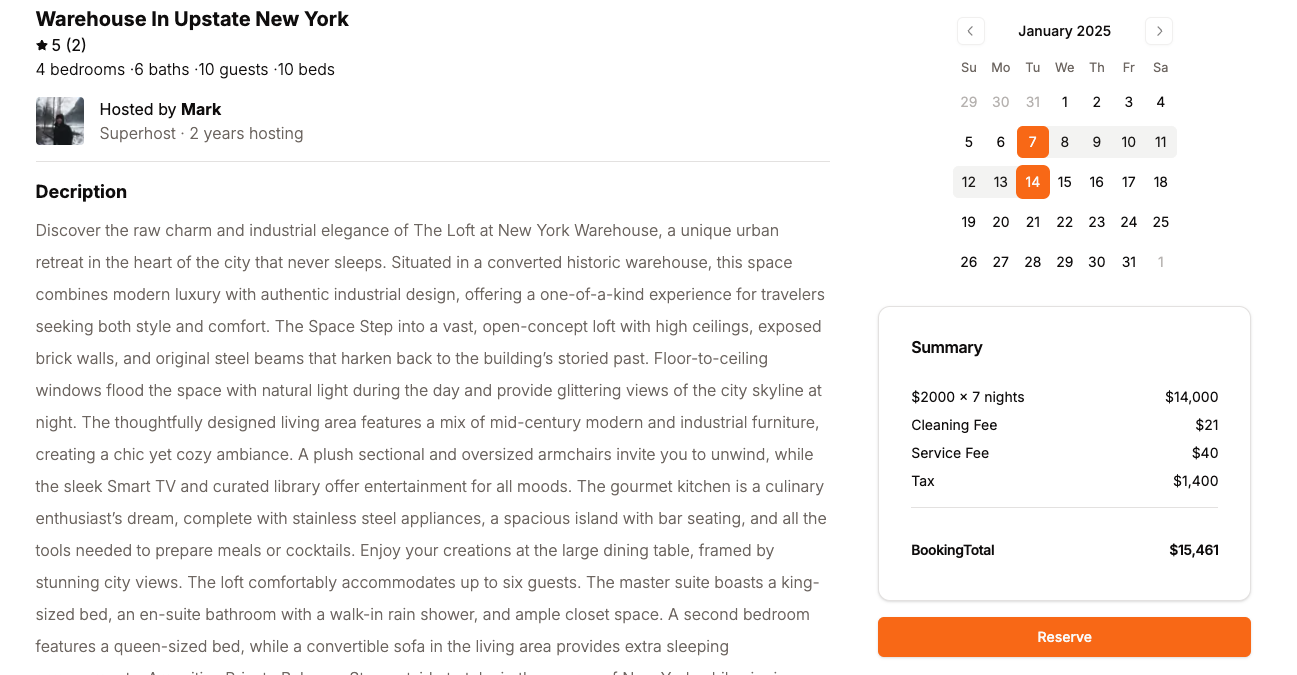 Warehouse In Upstate New York
5 (2)
4 bedrooms ·6 baths ·10 guests ·10 beds
Hosted by Mark
Superhost · 2 years hosting
Decription
Discover the raw charm and industrial elegance of The Loft at New York Warehouse, a unique urban
retreat in the heart of the city that never sleeps. Situated in a converted historic warehouse, this space
combines modern luxury with authentic industrial design, offering a one-of-a-kind experience for travelers
seeking both style and comfort. The Space Step into a vast, open-concept loft with high ceilings, exposed
brick walls, and original steel beams that harken back to the building’s storied past. Floor-to-ceiling
windows flood the space with natural light during the day and provide glittering views of the city skyline at
night. The thoughtfully designed living area features a mix of mid-century modern and industrial furniture,
creating a chic yet cozy ambiance. A plush sectional and oversized armchairs invite you to unwind, while
the sleek Smart TV and curated library offer entertainment for all moods. The gourmet kitchen is a culinary
enthusiast’s dream, complete with stainless steel appliances, a spacious island with bar seating, and all the
tools needed to prepare meals or cocktails. Enjoy your creations at the large dining table, framed by
stunning city views. The loft comfortably accommodates up to six guests. The master suite boasts a king-
sized bed, an en-suite bathroom with a walk-in rain shower, and ample closet space. A second bedroom
features a queen-sized bed, while a convertible sofa in the living area provides extra sleeping
January 2025
Su Mo Tu We Th Fr Sa
29 30 31 1 2 3 4
5 6 7 8 9 10 11
12 13 14 15 16 17 18
19 20 21 22 23 24 25
26 27 28 29 30 31 1
Summary
$2000 × 7 nights $14,000
Cleaning Fee $21
Service Fee $40
Tax $1,400
BookingTotal $15,461
Reserve